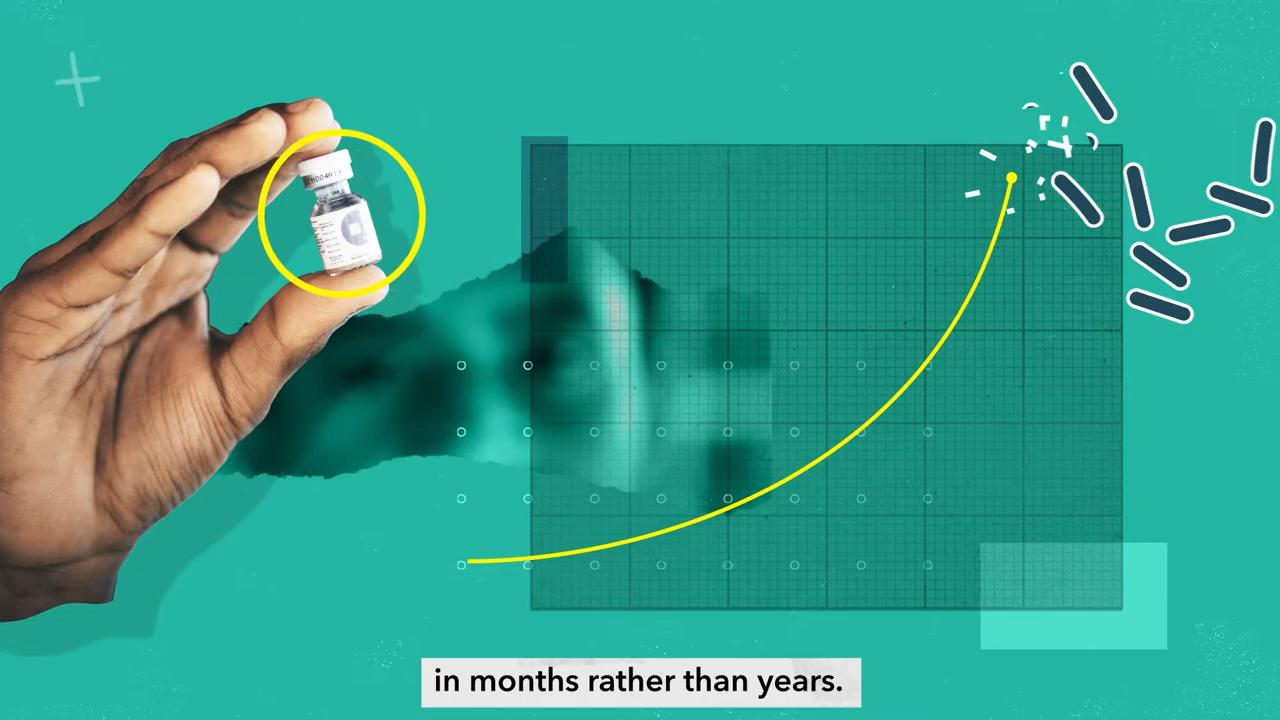 in months rather than years.